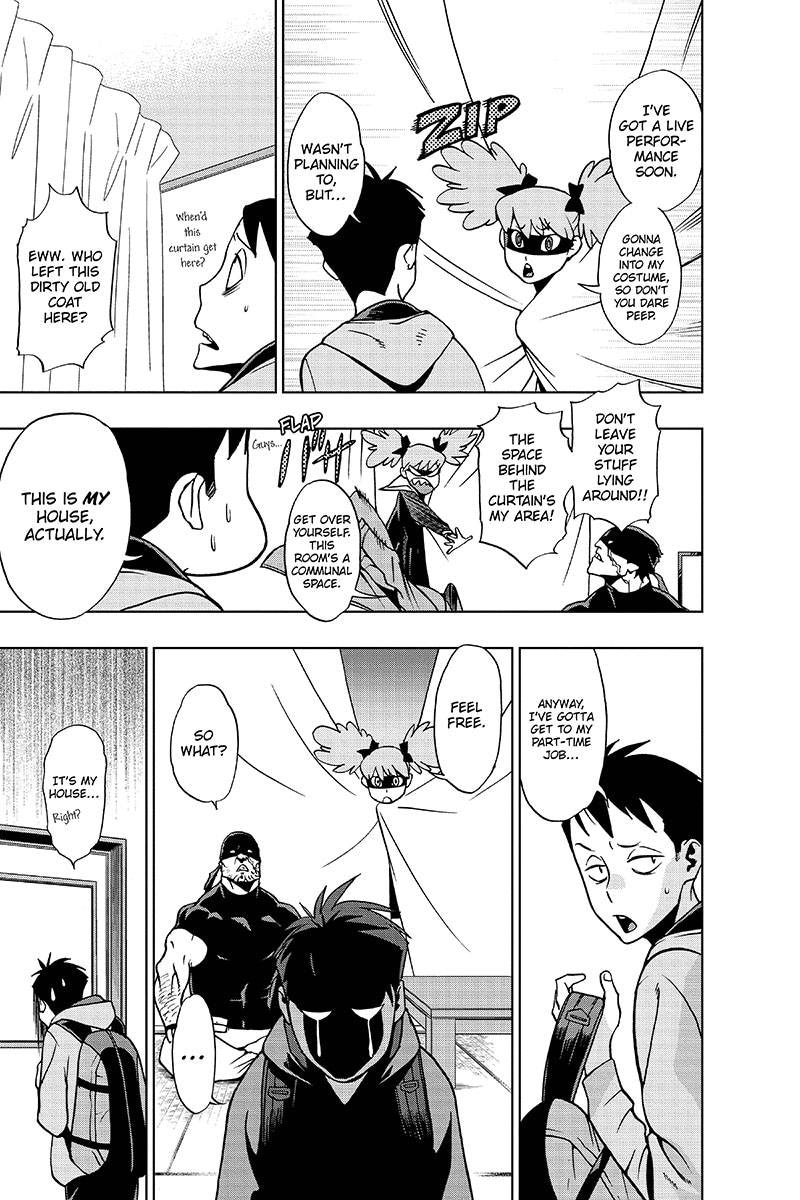 I'VE
GOT A LIVE
PERFOR-
MANCE
SOON.
GONNA
CHANGE
INTO MY
COSTUME,
SO DON'T
YOU DARE
PEEP.
ZIP
WASN'T
PLANNING
TO,
BUT...
When'd
this
curtain get
here?
EWW. WHO
LEFT THIS
DIRTY OLD
COAT
HERE?
DON'T
LEAVE
YOUR
STUFF
LYING
AROUND!!
THE
SPACE
BEHIND
THE
CURTAIN'S
MY AREA!
FLAP
GET OVER
YOURSELF.
THIS
ROOM'S A
COMMUNAL
SPACE.
Guys...
THIS IS MY
HOUSE,
ACTUALLY.
ANYWAY,
I'VE GOTTA
GET TO MY
PART-TIME
JOB...
FEEL
FREE.
SO
WHAT?
...
IT'S MY
HOUSE...
Right?